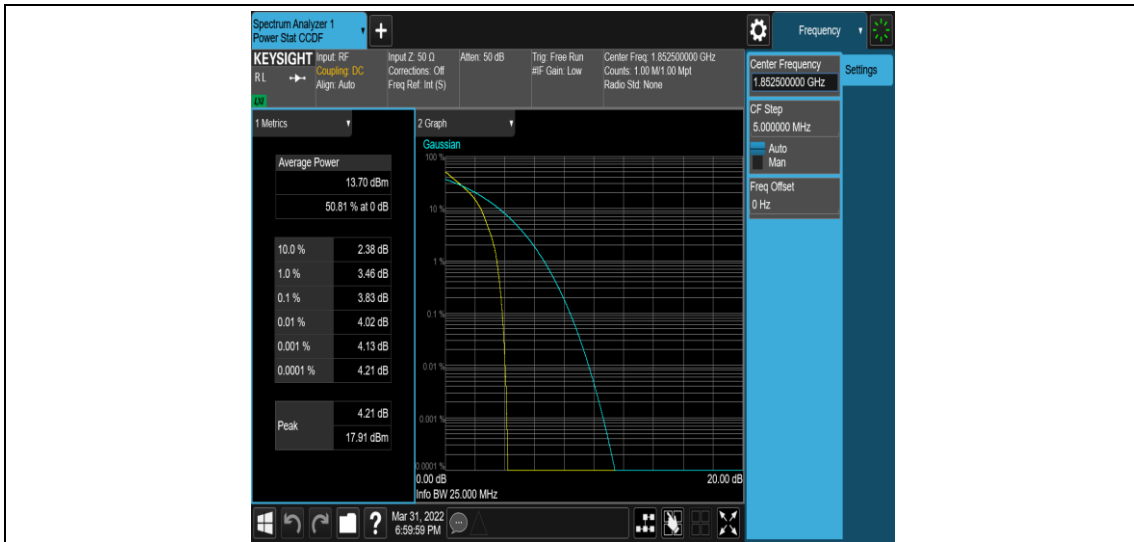 Spectrum Analyzer 1
Power Stat CCDF
+
Frequency
KEYSIGHT
RL
LXI
Input: RF
Coupling: DC
Align: Auto
Input Z: 50 Ω
Corrections: Off
Freq Ref: Int (S)
Atten: 50 dB
Trig: Free Run
#IF Gain: Low
Center Freq: 1.852500000 GHz
Counts: 1.00 M/1.00 Mpt
Radio Std: None
Center Frequency
1.852500000 GHz
Settings
CF Step
5.000000 MHz
Auto
Man
Freq Offset
0 Hz
1 Metrics
Average Power
13.70 dBm
50.81 % at 0 dB
10.0 % 2.38 dB
1.0 % 3.46 dB
0.1 % 3.83 dB
0.01 % 4.02 dB
0.001 % 4.13 dB
0.0001 % 4.21 dB
Peak
4.21 dB
17.91 dBm
2 Graph
Gaussian
100 %
10 %
1 %
0.1 %
0.01 %
0.001 %
0.0001 %
0.00 dB 20.00 dB
Info BW 25.000 MHz
?
Mar 31, 2022
6:59:59 PM